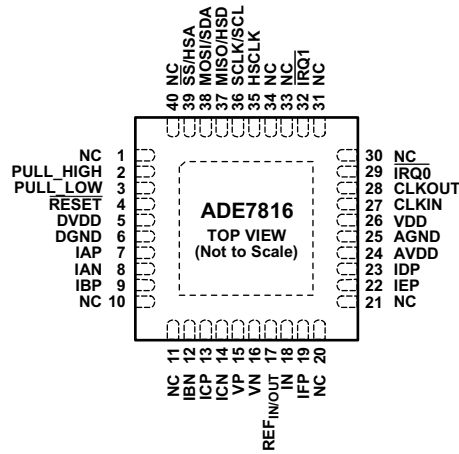 40 NC
39 SS/HSA
38 MOSI/SDA
37 MISO/HSD
36 SCLK/SCL
35 HSCLK
34 NC
33 NC
32 IRQ1
31 NC
NC 1
PULL_HIGH 2
PULL_LOW 3
RESET 4
DVDD 5
DGND 6
IAP 7
IAN 8
IBP 9
NC 10
ADE7816
TOP VIEW
(Not to Scale)
30 NC
29 IRQ0
28 CLKOUT
27 CLKIN
26 VDD
25 AGND
24 AVDD
23 IDP
22 IEP
21 NC
NC 11
IBN 12
ICP 13
ICN 14
VP 15
VN 16
REFIN/OUT 17
IN 18
IFP 19
NC 20